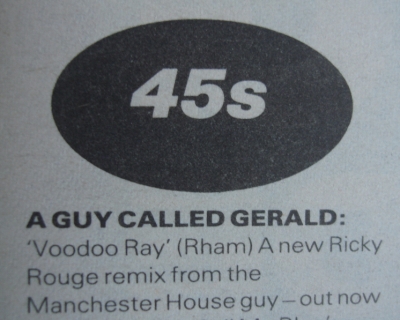 45s
A GUY CALLED GERALD:
'Voodoo Ray' (Rham) A new Ricky
Rouge remix from the
Manchester House guy – out now